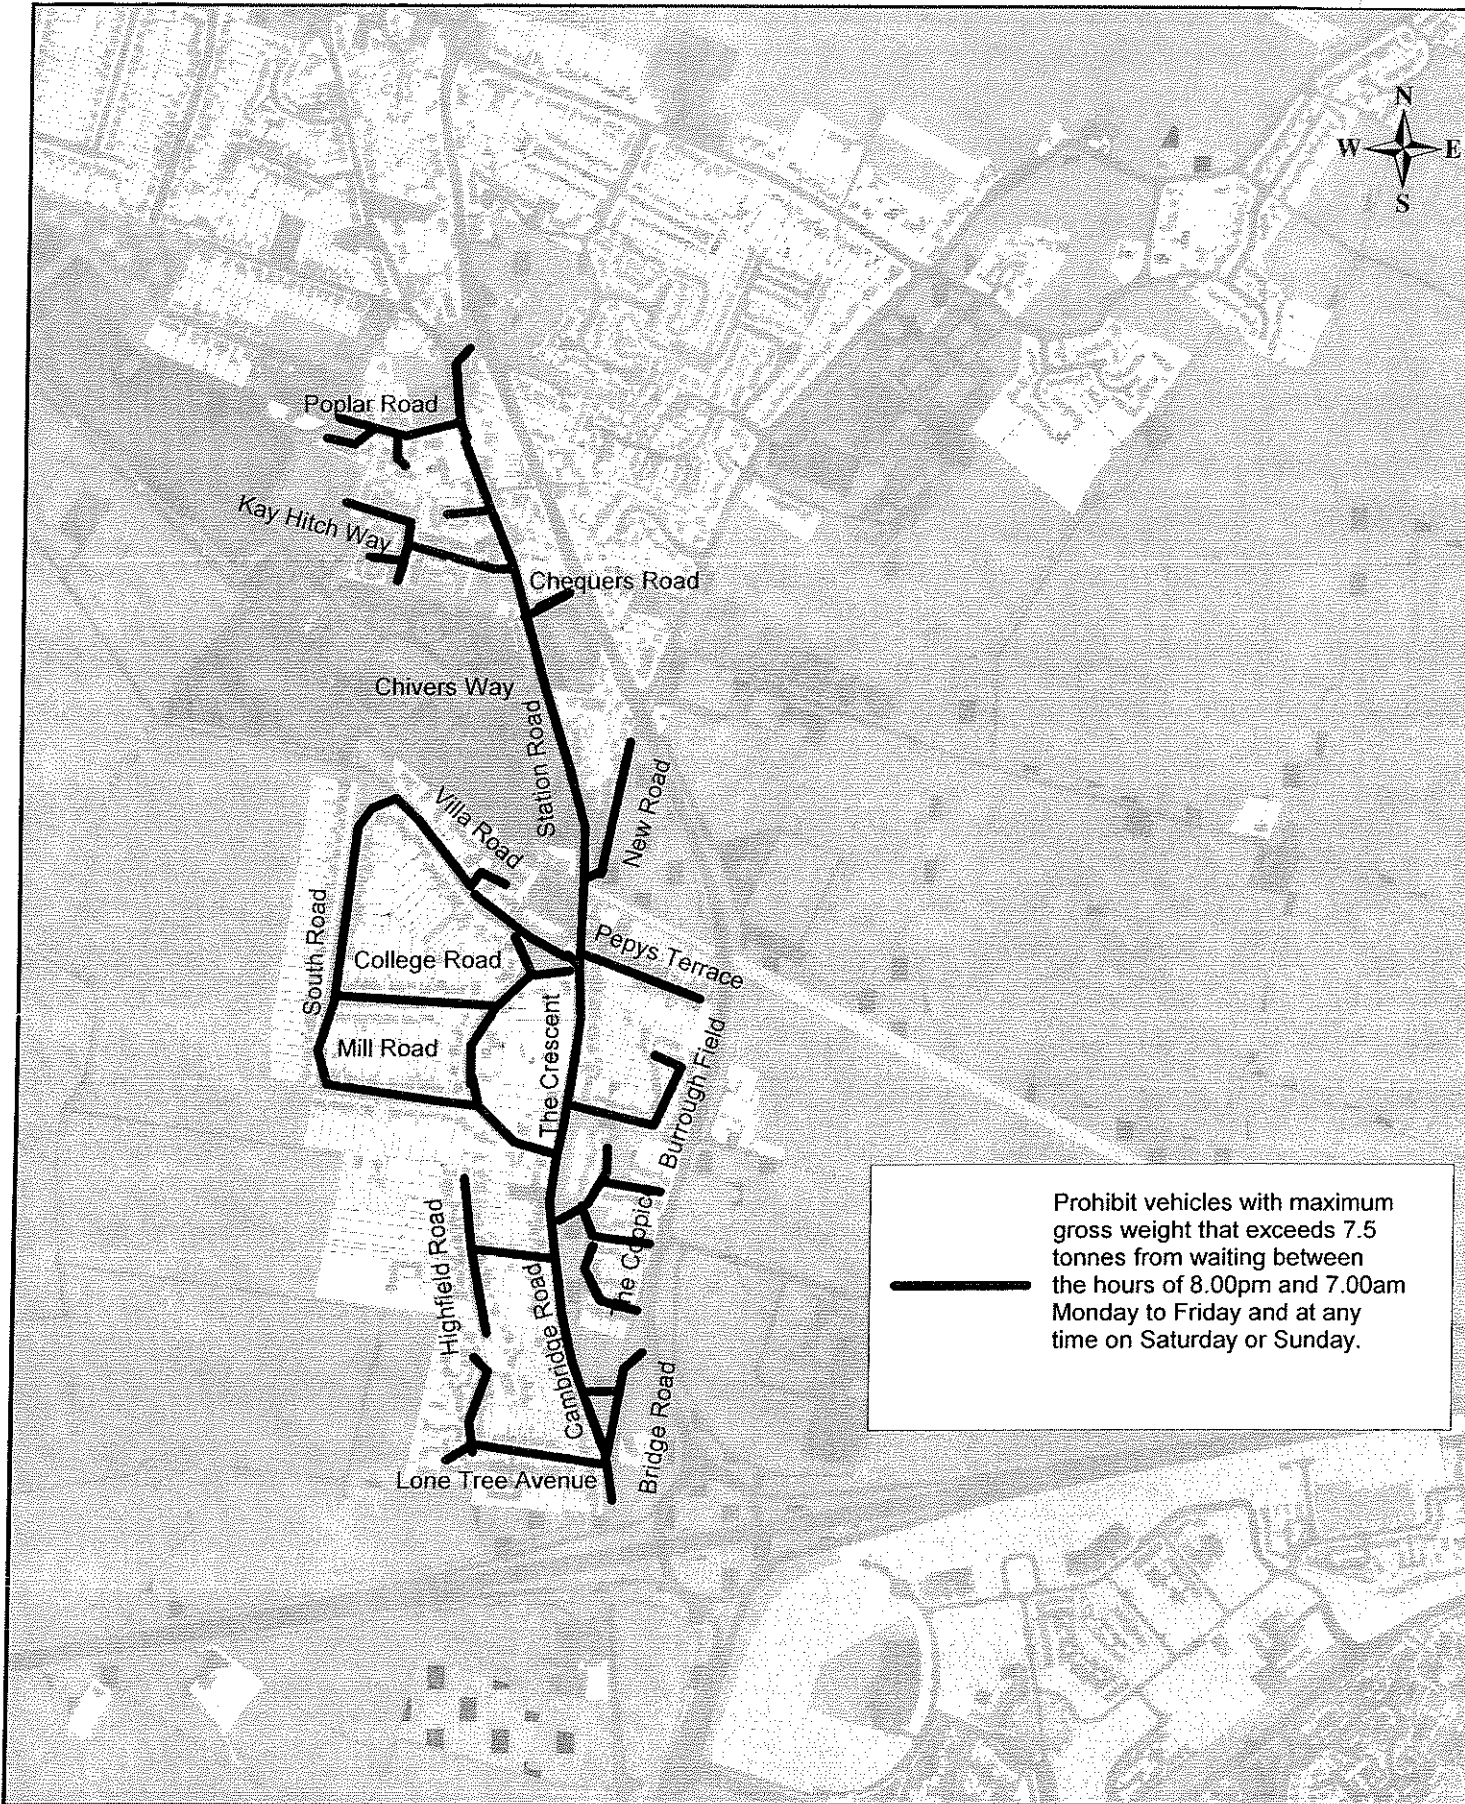 N
W E
S
Poplar Road
Kay Hitch Way
Chequers Road
Chivers Way
Station Road
New Road
Villa Road
South Road
College Road
Pepys Terrace
The Crescent
Mill Road
Burrough Field
The Coppice
Highfield Road
Cambridge Road
Bridge Road
Lone Tree Avenue
Prohibit vehicles with maximum
gross weight that exceeds 7.5
tonnes from waiting between
the hours of 8.00pm and 7.00am
Monday to Friday and at any
time on Saturday or Sunday.